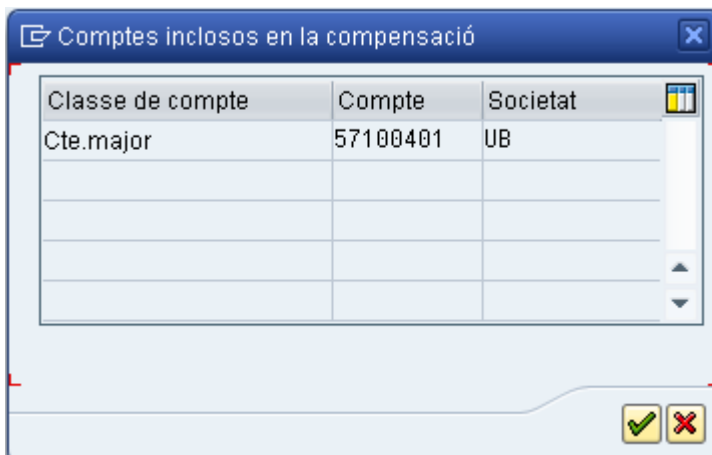 Comptes inclosos en la compensació
Classe de compte Compte Societat
Cte.major 57100401 UB